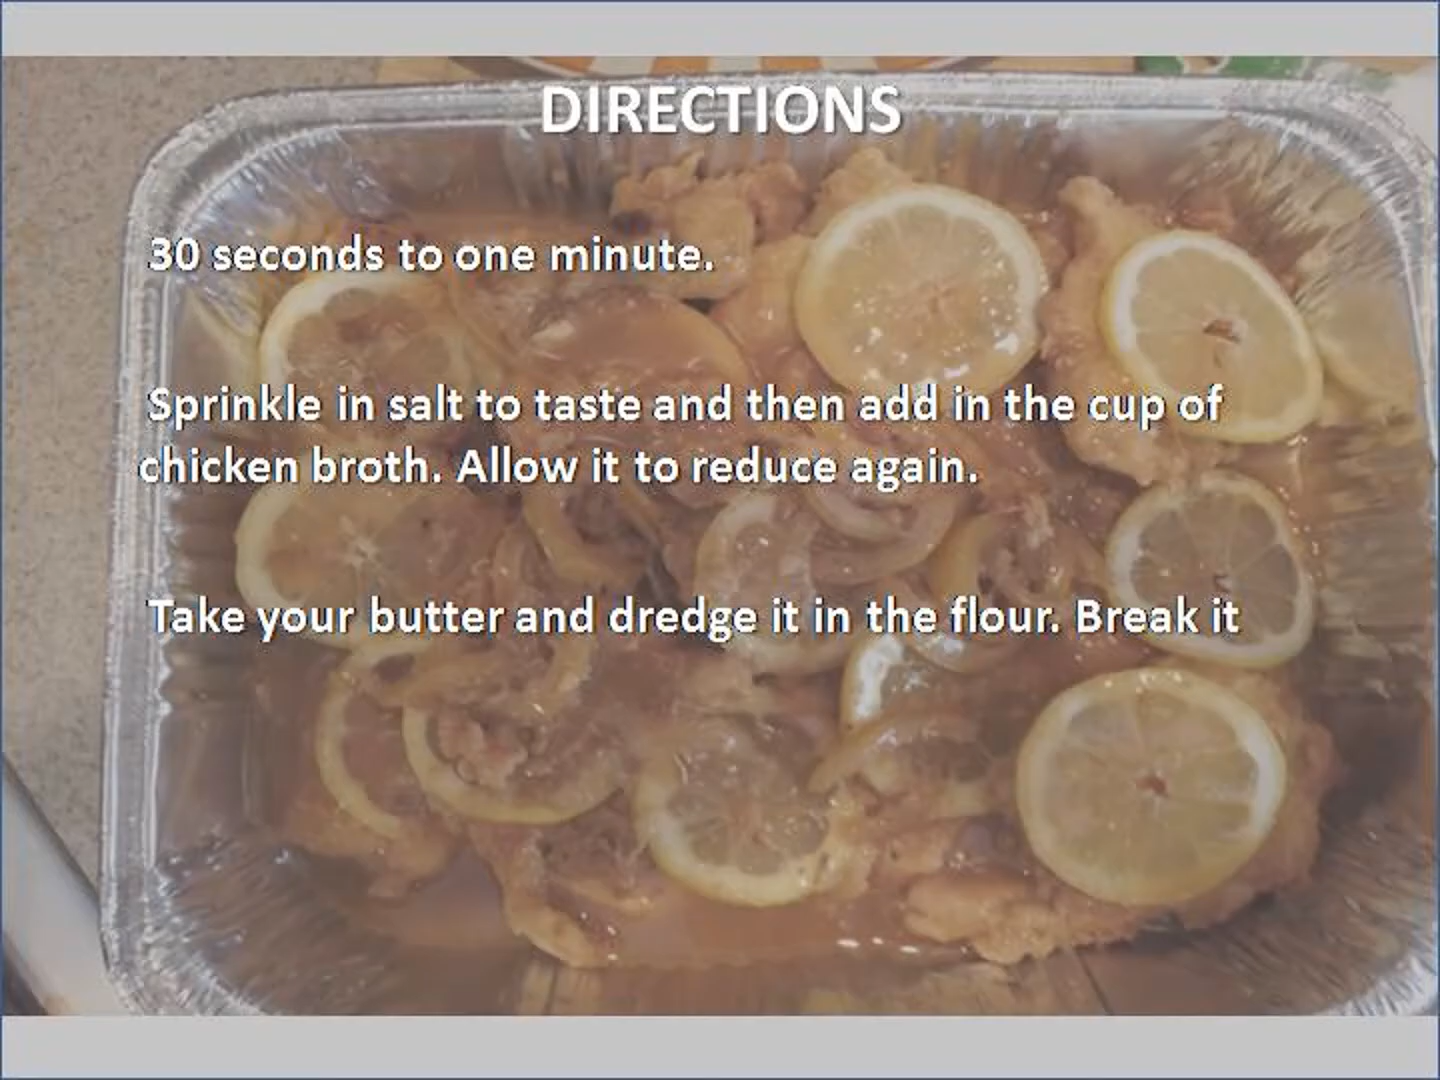 DIRECTIONS
30 seconds to one minute.
Sprinkle in salt to taste and then add in the cup of
chicken broth. Allow it to reduce again.
Take your butter and dredge it in the flour. Break it